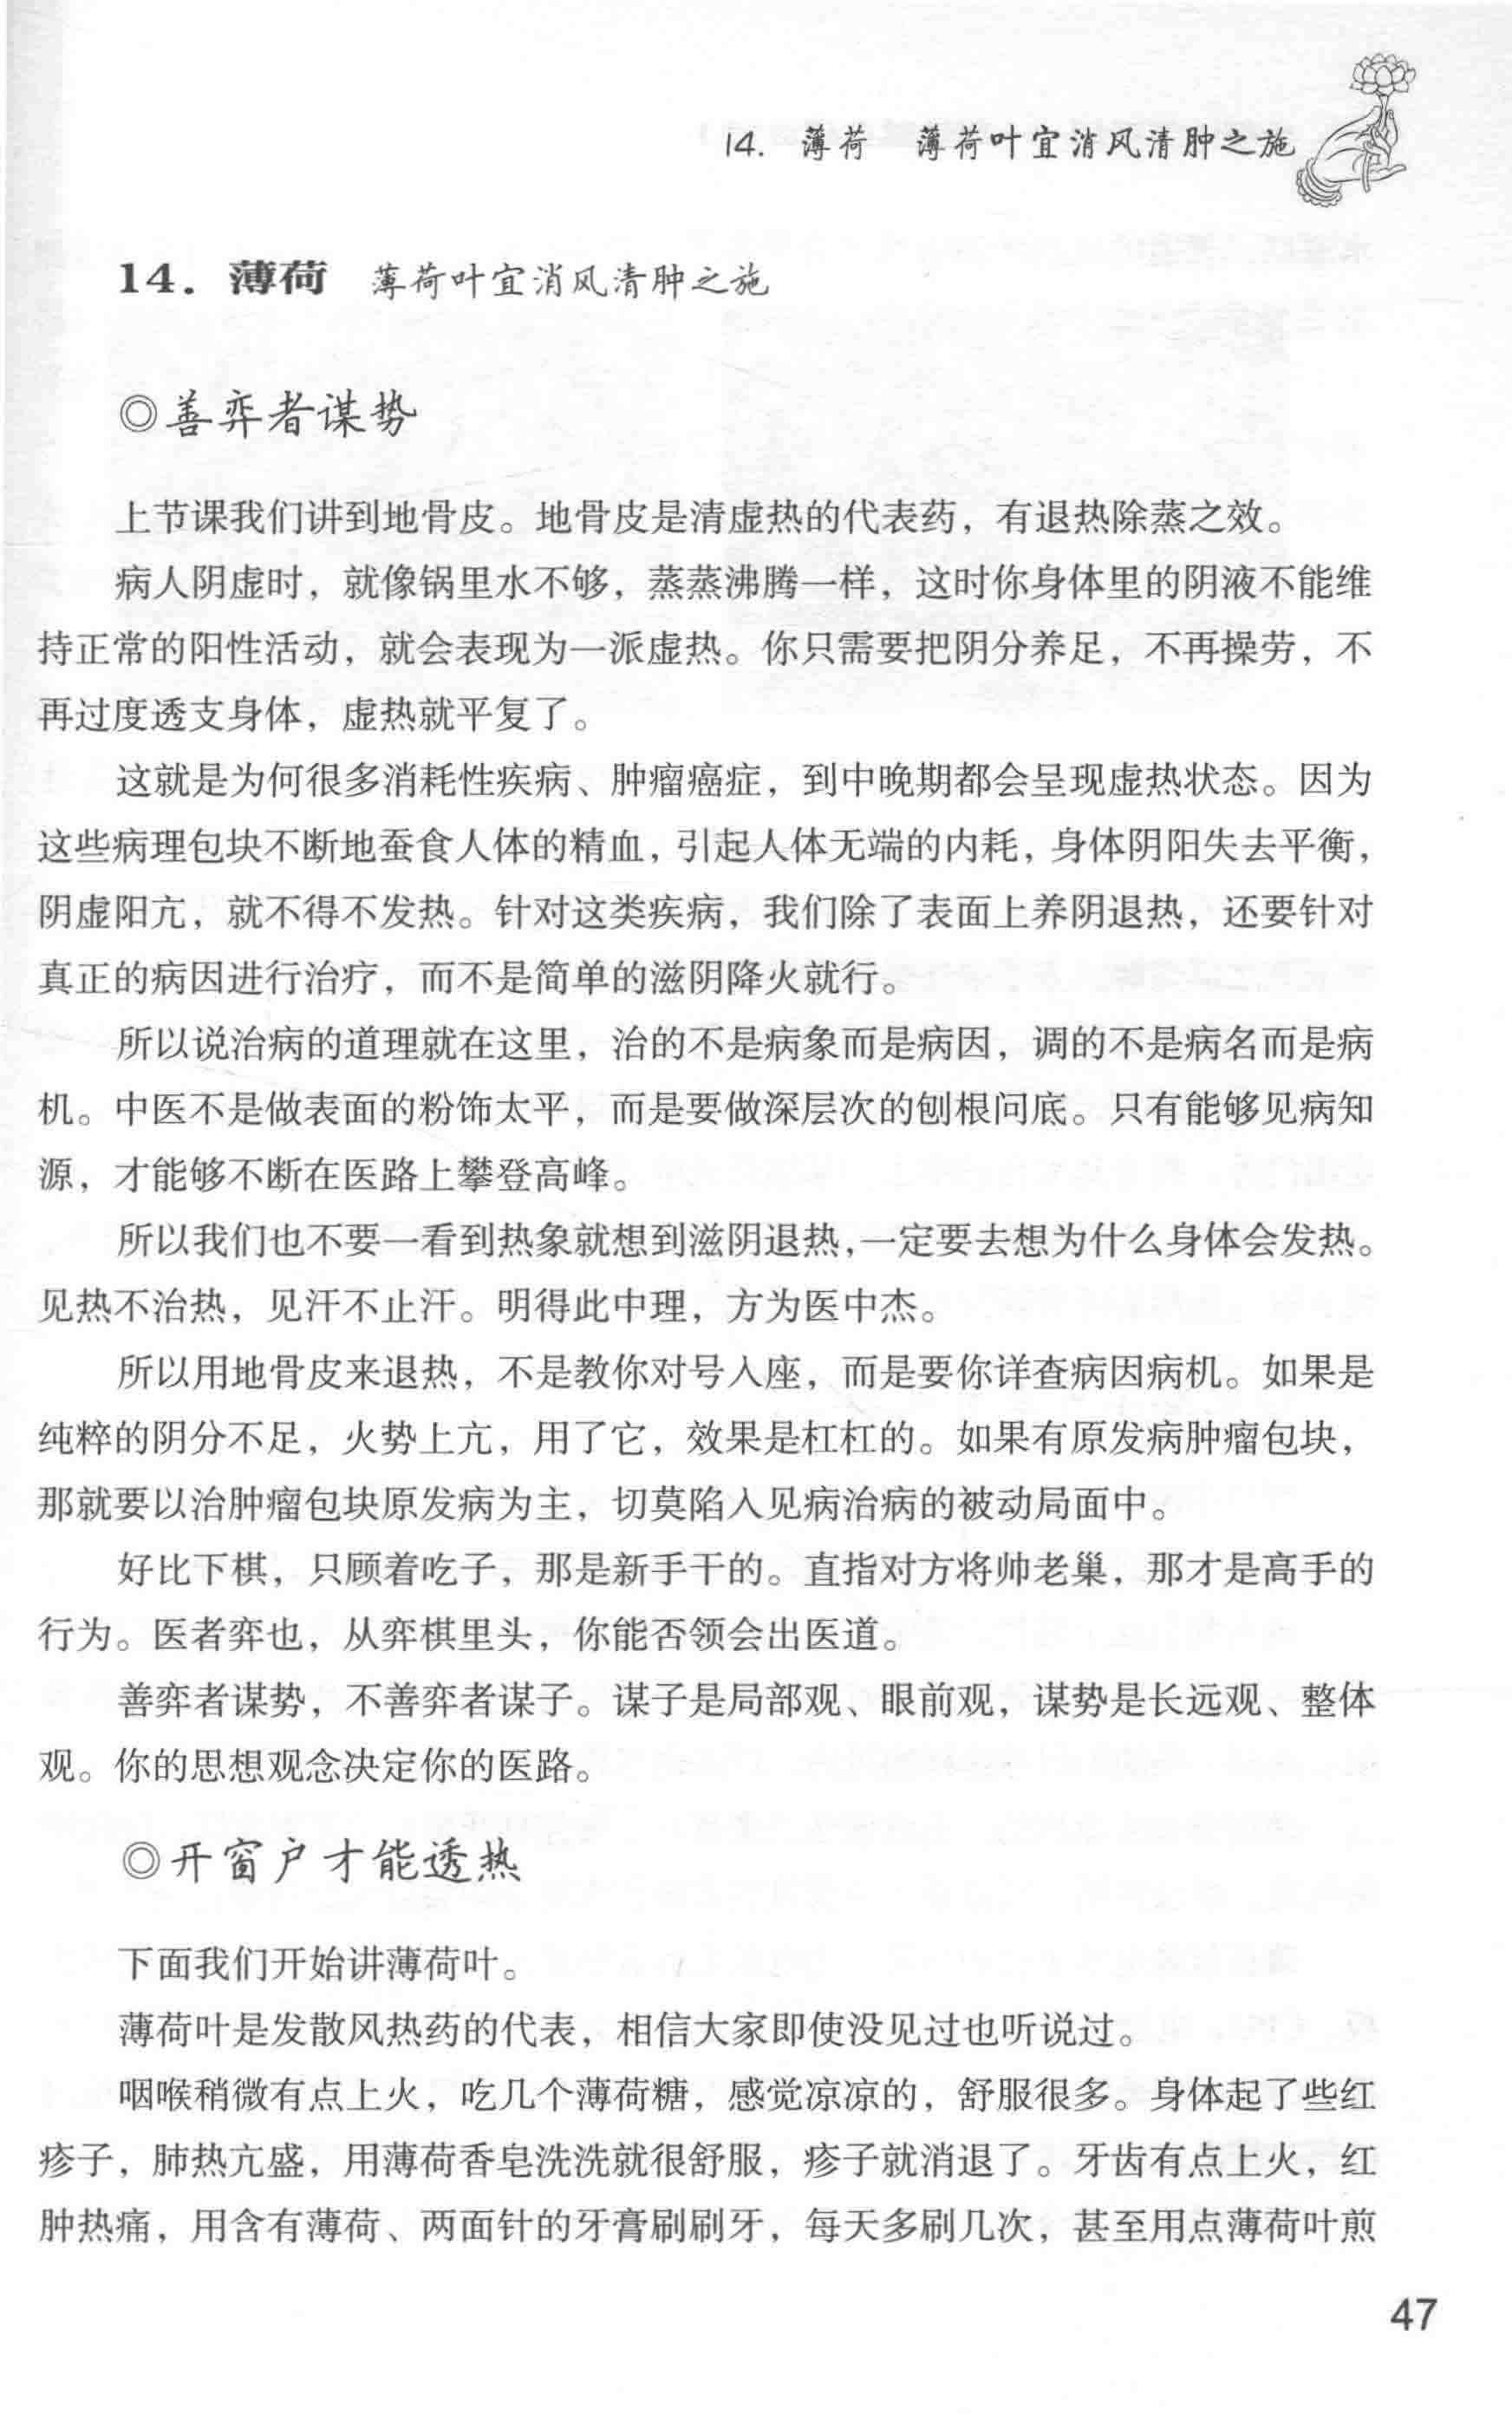 14. 薄荷　薄荷叶宜消风清肿之施
14. 薄荷　薄荷叶宜消风清肿之施
◎善弈者谋势
上节课我们讲到地骨皮。地骨皮是清虚热的代表药，有退热除蒸之效。
病人阴虚时，就像锅里水不够，蒸蒸沸腾一样，这时你身体里的阴液不能维
持正常的阳性活动，就会表现为一派虚热。你只需要把阴分养足，不再操劳，不
再过度透支身体，虚热就平复了。
这就是为何很多消耗性疾病、肿瘤癌症，到中晚期都会呈现虚热状态。因为
这些病理包块不断地蚕食人体的精血，引起人体无端的内耗，身体阴阳失去平衡，
阴虚阳亢，就不得不发热。针对这类疾病，我们除了表面上养阴退热，还要针对
真正的病因进行治疗，而不是简单的滋阴降火就行。
所以说治病的道理就在这里，治的不是病象而是病因，调的不是病名而是病
机。中医不是做表面的粉饰太平，而是要做深层次的刨根问底。只有能够见病知
源，才能够不断在医路上攀登高峰。
所以我们也不要一看到热象就想到滋阴退热，一定要去想为什么身体会发热。
见热不治热，见汗不止汗。明得此中理，方为医中杰。
所以用地骨皮来退热，不是教你对号入座，而是要你详查病因病机。如果是
纯粹的阴分不足，火势上亢，用了它，效果是杠杠的。如果有原发病肿瘤包块，
那就要以治肿瘤包块原发病为主，切莫陷入见病治病的被动局面中。
好比下棋，只顾着吃子，那是新手干的。直指对方将帅老巢，那才是高手的
行为。医者弈也，从弈棋里头，你能否领会出医道。
善弈者谋势，不善弈者谋子。谋子是局部观、眼前观，谋势是长远观、整体
观。你的思想观念决定你的医路。
◎开窗户才能透热
下面我们开始讲薄荷叶。
薄荷叶是发散风热药的代表，相信大家即使没见过也听说过。
咽喉稍微有点上火，吃几个薄荷糖，感觉凉凉的，舒服很多。身体起了些红
疹子，肺热亢盛，用薄荷香皂洗洗就很舒服，疹子就消退了。牙齿有点上火，红
肿热痛，用含有薄荷、两面针的牙膏刷刷牙，每天多刷几次，甚至用点薄荷叶煎
47